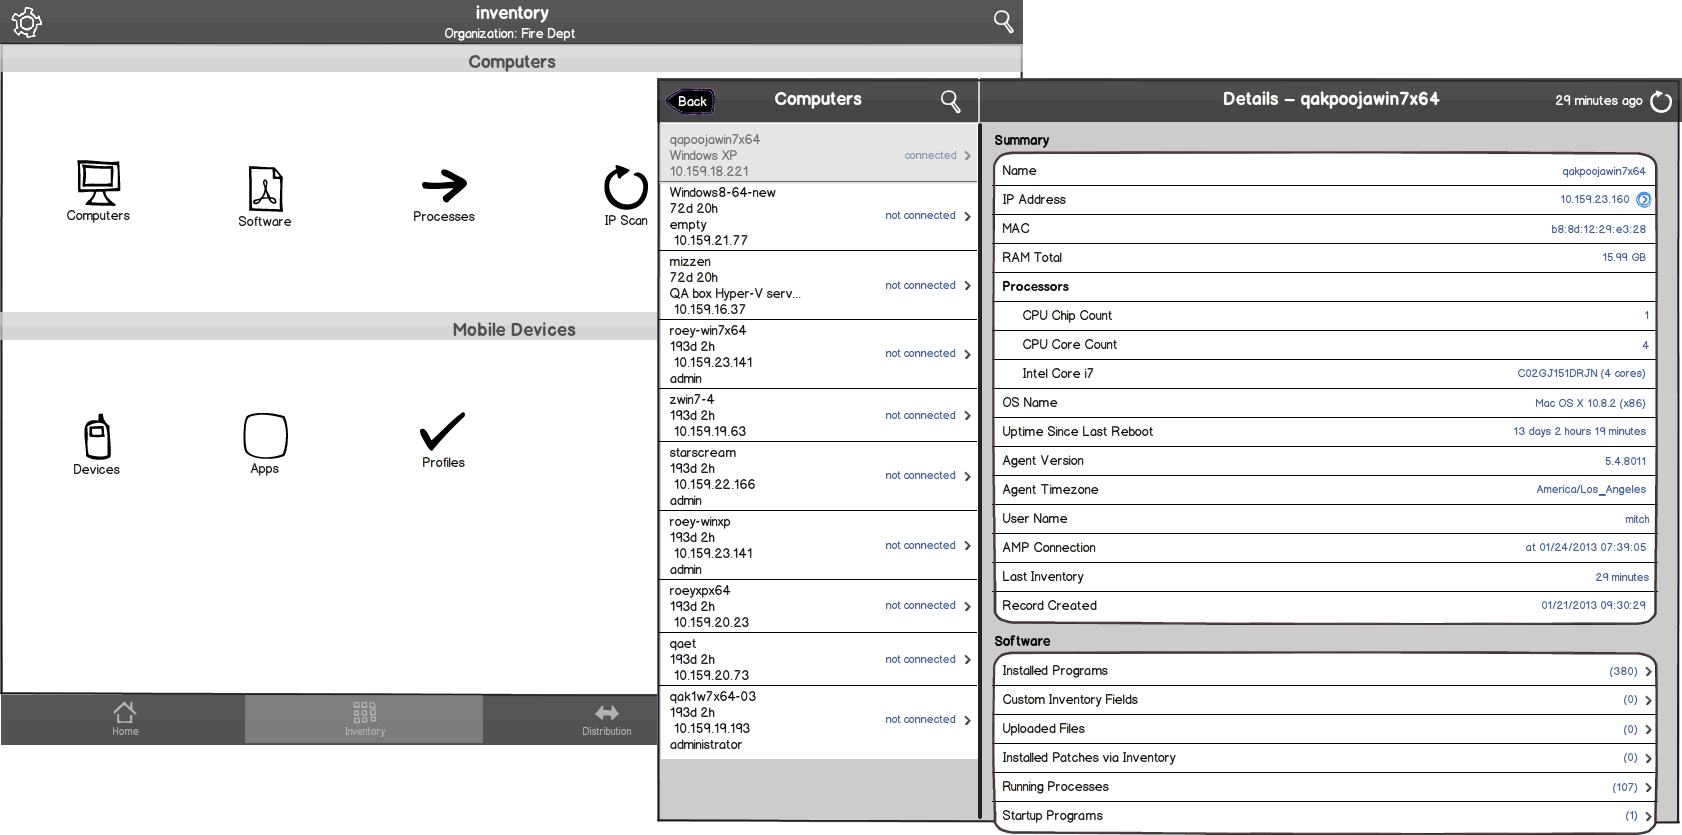 inventory
Organization: Fire Dept
Computers
Computers
Software
Processes
IP Scan
Mobile Devices
Devices
Apps
Profiles
Home
Inventory
Distribution
Back
Computers
qapoojawin7x64
Windows XP
connected
10.159.18.221
Windows8-64-new
72d 20h
not connected
empty
10.159.21.77
mizzen
72d 20h
not connected
QA box Hyper-V serv...
10.159.16.37
roey-win7x64
193d 2h
not connected
10.159.23.141
admin
zwin7-4
193d 2h
not connected
10.159.19.63
starscream
193d 2h
not connected
10.159.22.166
admin
roey-winxp
193d 2h
not connected
10.159.23.141
admin
roeyxpx64
193d 2h
not connected
10.159.20.23
qaet
193d 2h
not connected
10.159.20.73
qak1w7x64-03
193d 2h
not connected
10.159.19.193
administrator
Details – qakpoojawin7x64
29 minutes ago
Summary
Name qakpoojawin7x64
IP Address 10.159.23.160
MAC b8:8d:12:29:e3:28
RAM Total 15.99 GB
Processors
CPU Chip Count 1
CPU Core Count 4
Intel Core i7 C02GJ151DRJN (4 cores)
OS Name Mac OS X 10.8.2 (x86)
Uptime Since Last Reboot 13 days 2 hours 19 minutes
Agent Version 5.4.8011
Agent Timezone America/Los_Angeles
User Name mitch
AMP Connection at 01/24/2013 07:39:05
Last Inventory 29 minutes
Record Created 01/21/2013 09:30:29
Software
Installed Programs (380)
Custom Inventory Fields (0)
Uploaded Files (0)
Installed Patches via Inventory (0)
Running Processes (107)
Startup Programs (1)